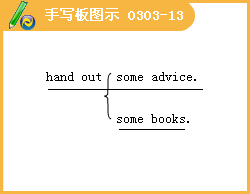 手写板图示 0303-13
hand out some advice.
some books.